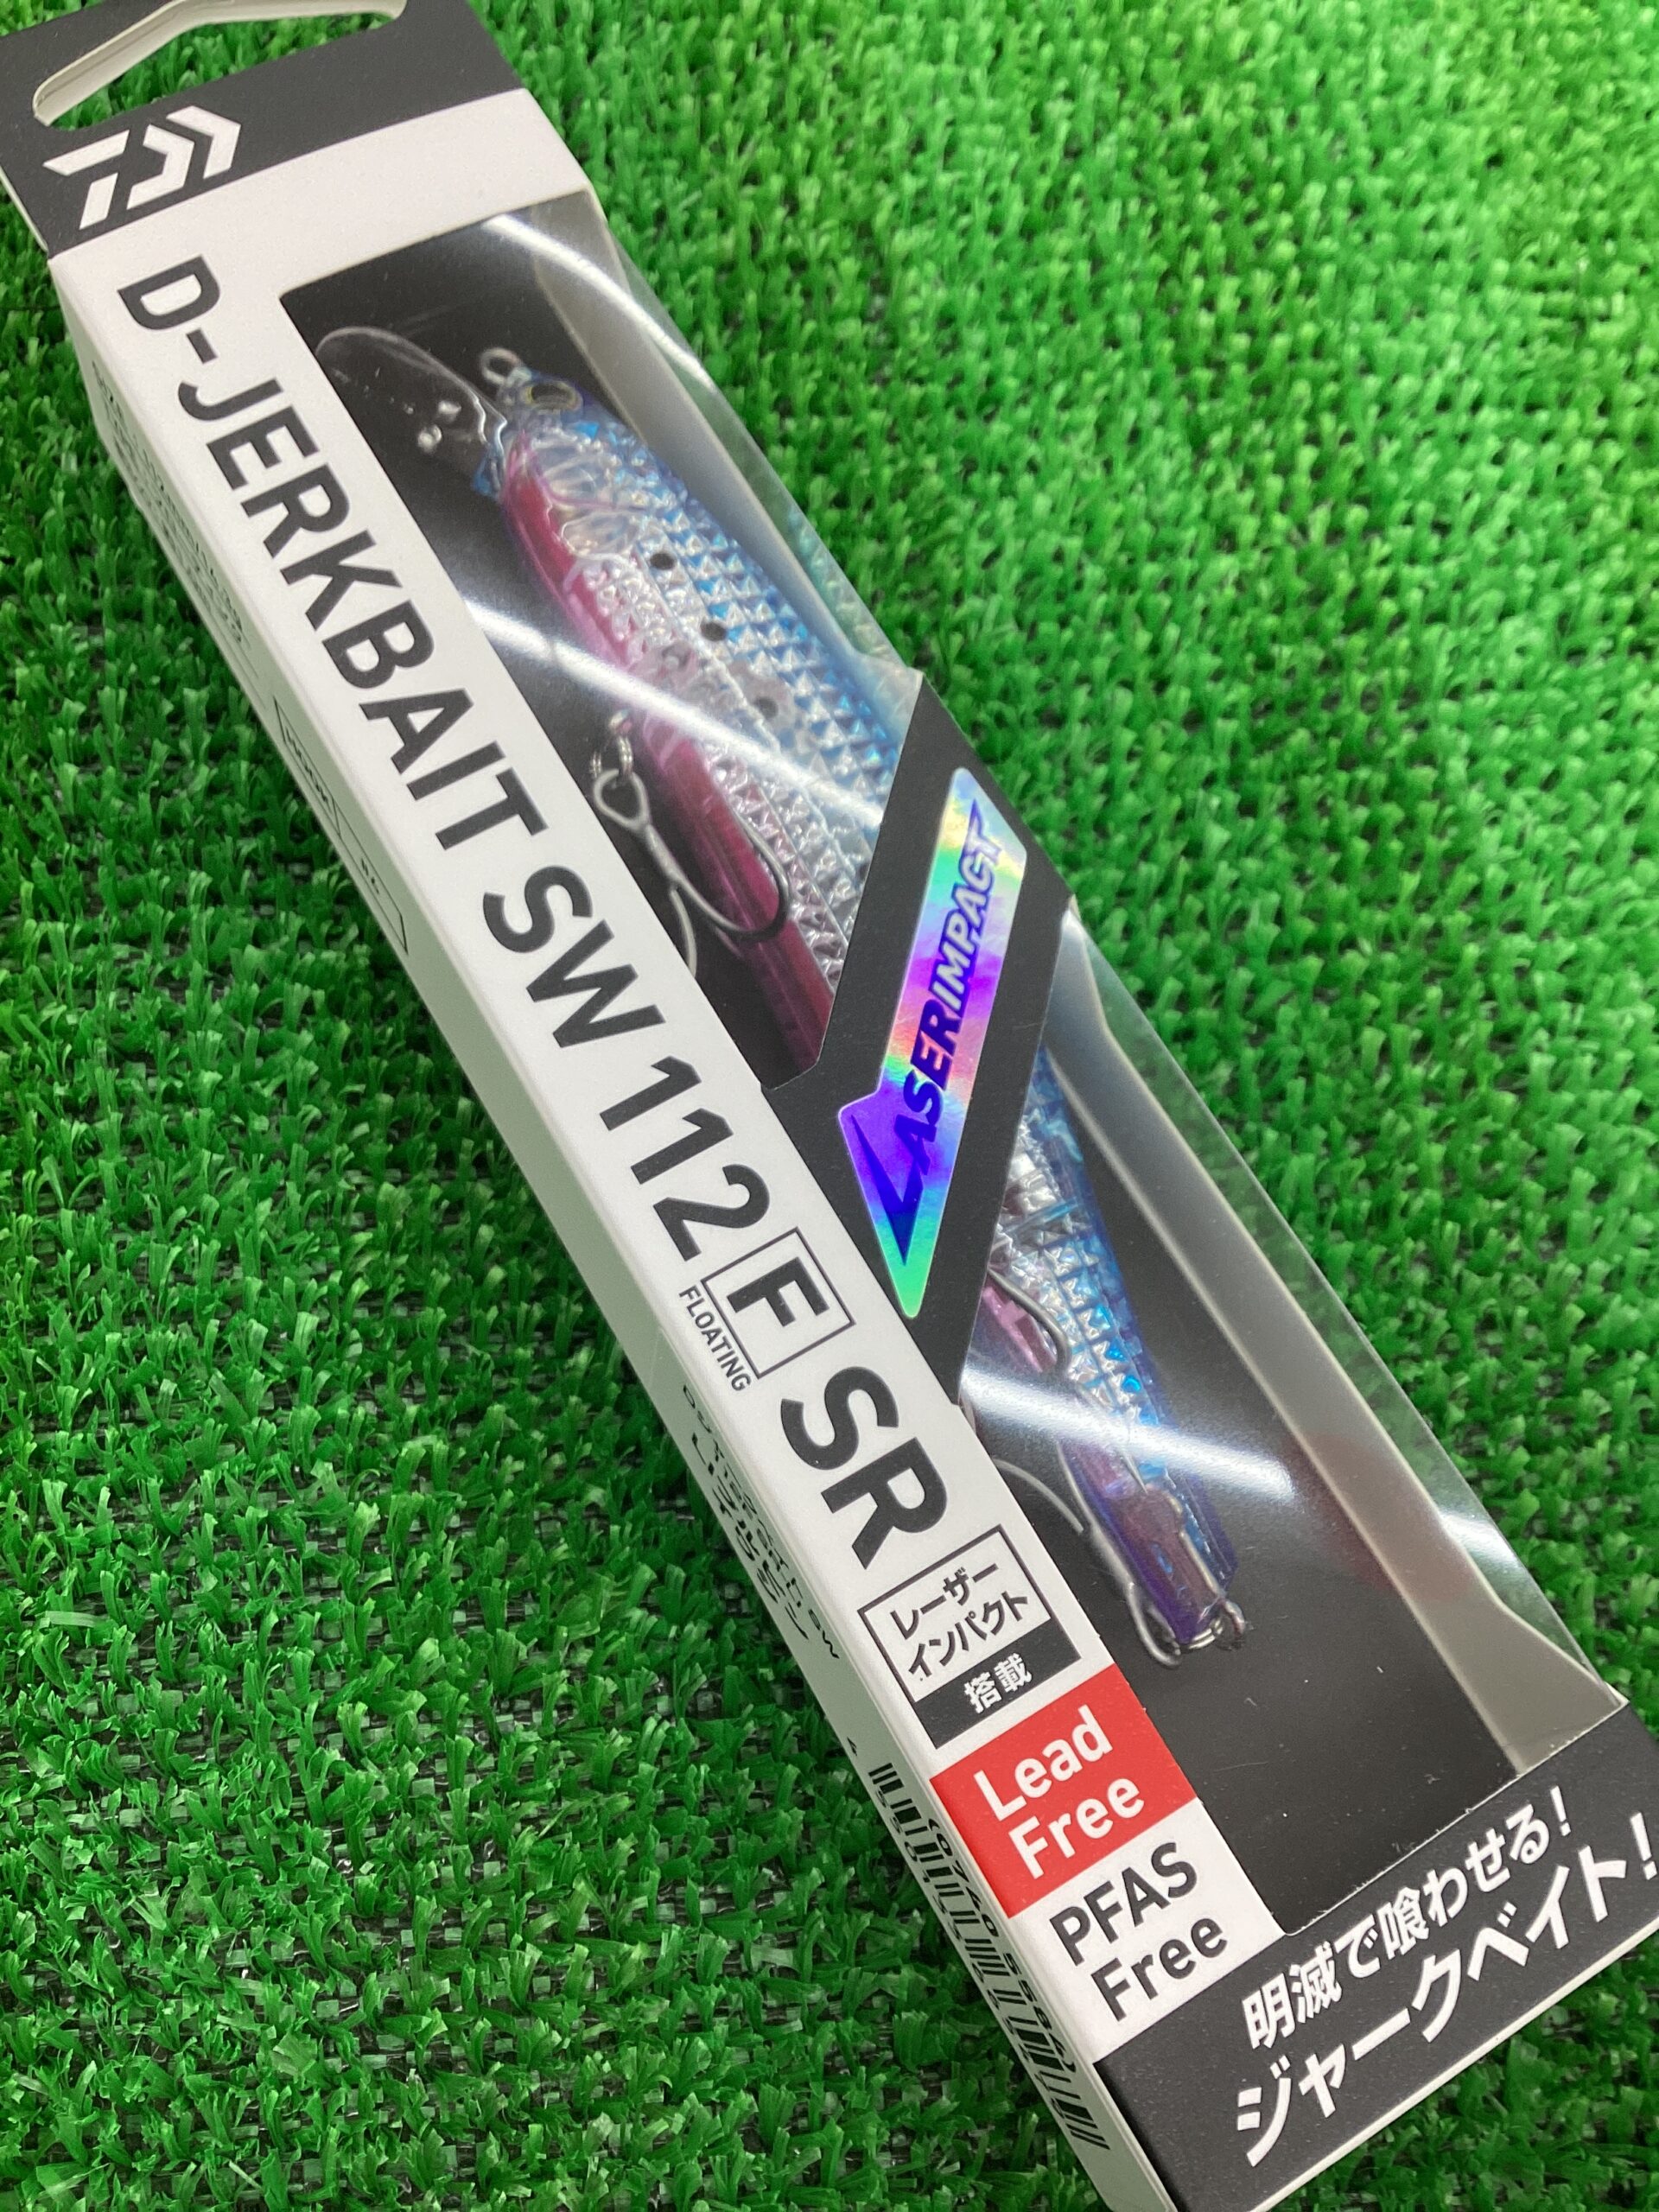 D-JERKBAIT SW 112 F SR
FLOATING
LASERIMPACT
レーザー
インパクト
搭載
Lead
Free
PFAS
Free
明滅で喰わせる!
ジャークベイト!